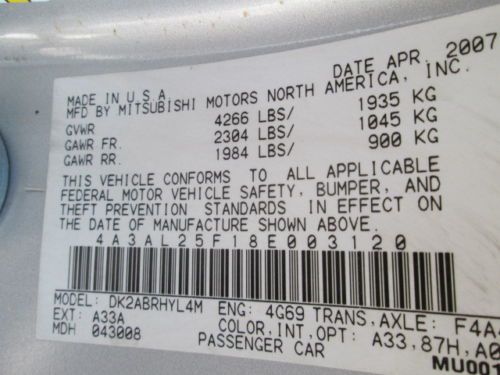 DATE APR. 2007
MADE IN U.S.A.
MFD BY MITSUBISHI MOTORS NORTH AMERICA, INC.
GVWR 4266 LBS/ 1935 KG
GAWR FR. 2304 LBS/ 1045 KG
GAWR RR. 1984 LBS/ 900 KG
THIS VEHICLE CONFORMS TO ALL APPLICABLE
FEDERAL MOTOR VEHICLE SAFETY, BUMPER, AND
THEFT PREVENTION STANDARDS IN EFFECT ON
THE DATE OF MANUFACTURE SHOWN ABOVE.
4A3AL25F18E003120
MODEL: DK2ABRHYL4M ENG: 4G69 TRANS,AXLE: F4A
EXT: A33A COLOR,INT,OPT: A33,87H,A0
MDH 043008 PASSENGER CAR
MU001